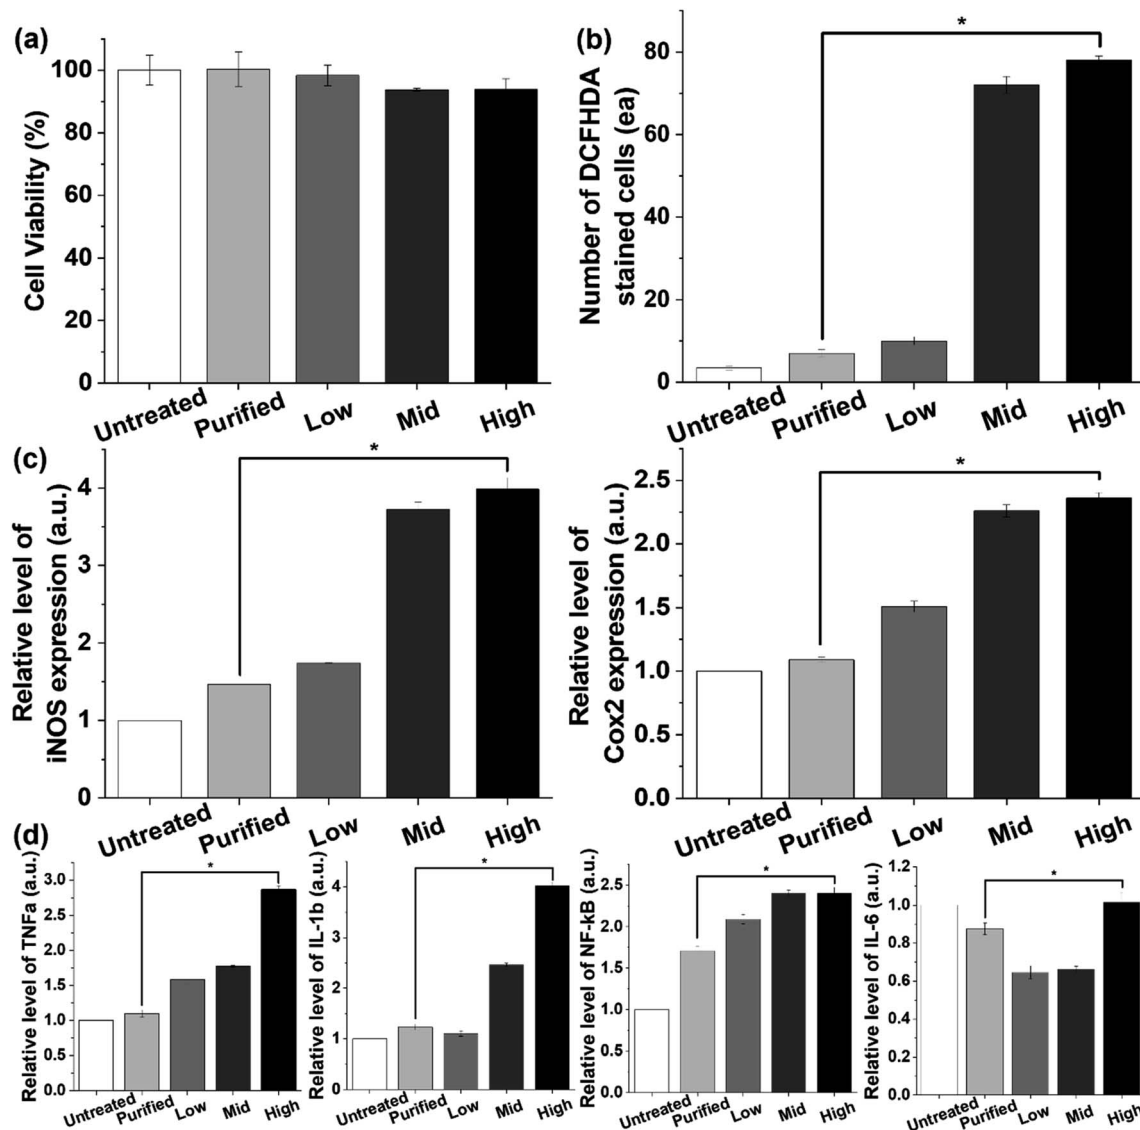 (a)
Cell Viability (%)
100
80
60
40
20
0
Untreated
Purified
Low
Mid
High
(b)
Number of DCFHDA
stained cells (ea)
80
60
40
20
0
*
Untreated
Purified
Low
Mid
High
(c)
Relative level of
iNOS expression (a.u.)
4
3
2
1
0
*
Untreated
Purified
Low
Mid
High
Relative level of
Cox2 expression (a.u.)
2.5
2.0
1.5
1.0
0.5
0.0
*
Untreated
Purified
Low
Mid
High
(d)
Relative level of TNFa (a.u.)
3.0
2.5
2.0
1.5
1.0
0.5
0.0
*
Untreated
Purified
Low
Mid
High
Relative level of IL-1b (a.u.)
4
3
2
1
0
*
Untreated
Purified
Low
Mid
High
Relative level of NF-kB (a.u.)
2.5
2.0
1.5
1.0
0.5
0.0
*
Untreated
Purified
Low
Mid
High
Relative level of IL-6 (a.u.)
1.2
1.0
0.8
0.6
0.4
0.2
0.0
*
Untreated
Purified
Low
Mid
High